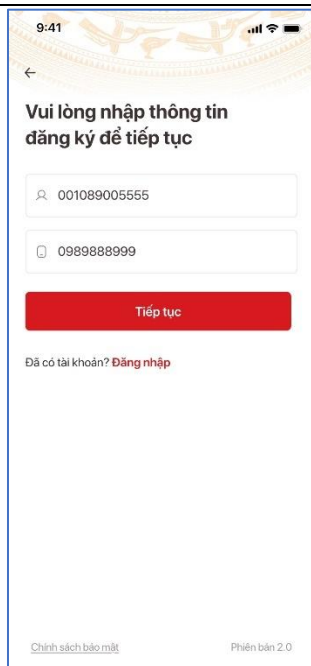 9:41
Vui lòng nhập thông tin
đăng ký để tiếp tục
001089005555
0989888999
Tiếp tục
Đã có tài khoản? Đăng nhập
Chính sách bảo mật
Phiên bản 2.0